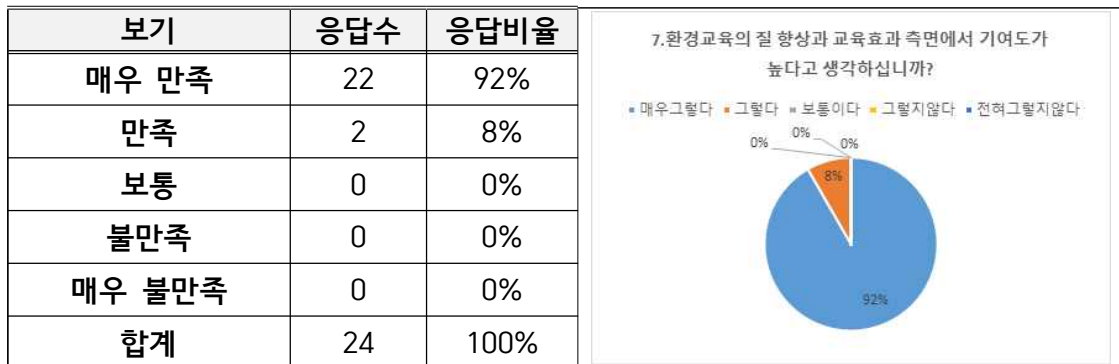 보기 응답수 응답비율
매우 만족 22 92%
만족 2 8%
보통 0 0%
불만족 0 0%
매우 불만족 0 0%
합계 24 100%
7.환경교육의 질 향상과 교육효과 측면에서 기여도가
높다고 생각하십니까?
매우그렇다 그렇다 보통이다 그렇지않다 전혀그렇지않다
0% 0% 0%
8%
92%